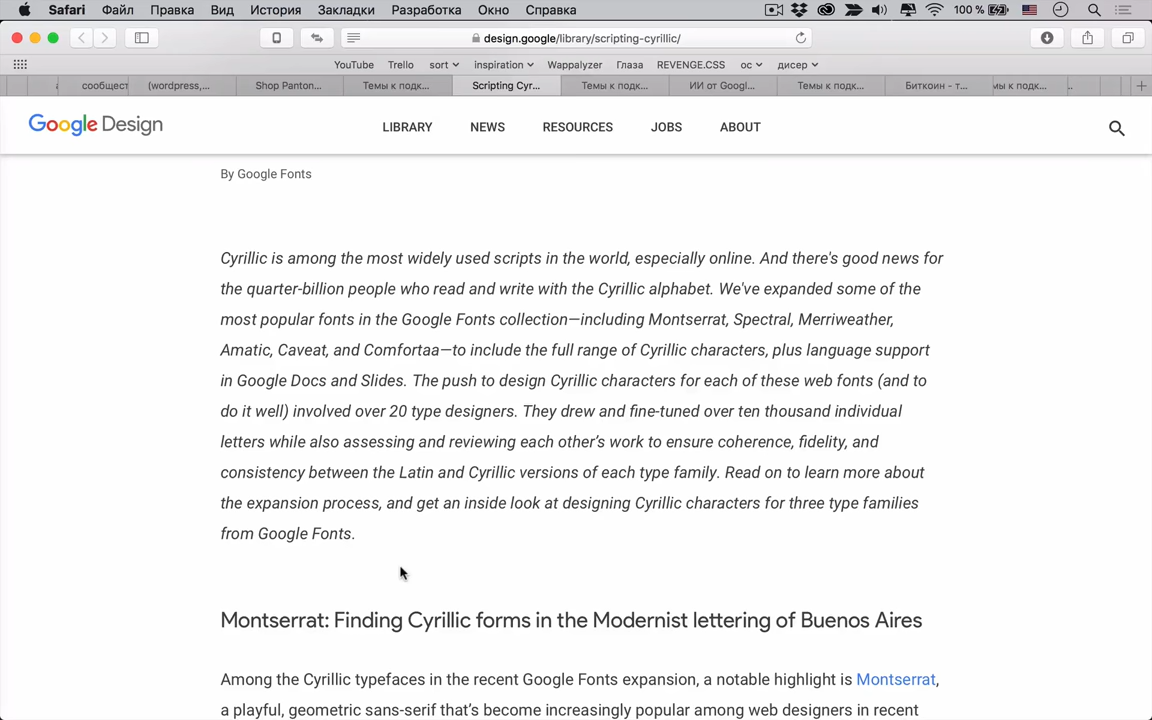 Safari Файл Правка Вид История Закладки Разработка Окно Справка 100 %
design.google/library/scripting-cyrillic/
YouTube Trello sort inspiration Wappalyzer Глаза REVENGE.CSS ос дисер
сообщест (wordpress,... Shop Panton... Темы к подк... Scripting Cyr... Темы к подк... ИИ от Googl... Темы к подк... Биткоин – т... мы к подк...
Google Design LIBRARY NEWS RESOURCES JOBS ABOUT
By Google Fonts
Cyrillic is among the most widely used scripts in the world, especially online. And there's good news for
the quarter-billion people who read and write with the Cyrillic alphabet. We've expanded some of the
most popular fonts in the Google Fonts collection—including Montserrat, Spectral, Merriweather,
Amatic, Caveat, and Comfortaa—to include the full range of Cyrillic characters, plus language support
in Google Docs and Slides. The push to design Cyrillic characters for each of these web fonts (and to
do it well) involved over 20 type designers. They drew and fine-tuned over ten thousand individual
letters while also assessing and reviewing each other’s work to ensure coherence, fidelity, and
consistency between the Latin and Cyrillic versions of each type family. Read on to learn more about
the expansion process, and get an inside look at designing Cyrillic characters for three type families
from Google Fonts.
Montserrat: Finding Cyrillic forms in the Modernist lettering of Buenos Aires
Among the Cyrillic typefaces in the recent Google Fonts expansion, a notable highlight is Montserrat,
a playful, geometric sans-serif that’s become increasingly popular among web designers in recent